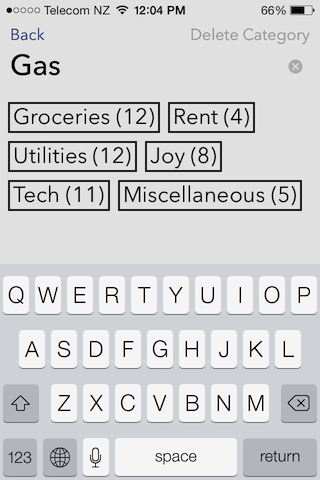 Telecom NZ 12:04 PM 66%
Back Delete Category
Gas
Groceries (12) Rent (4)
Utilities (12) Joy (8)
Tech (11) Miscellaneous (5)
Q W E R T Y U I O P
A S D F G H J K L
Z X C V B N M
123 space return